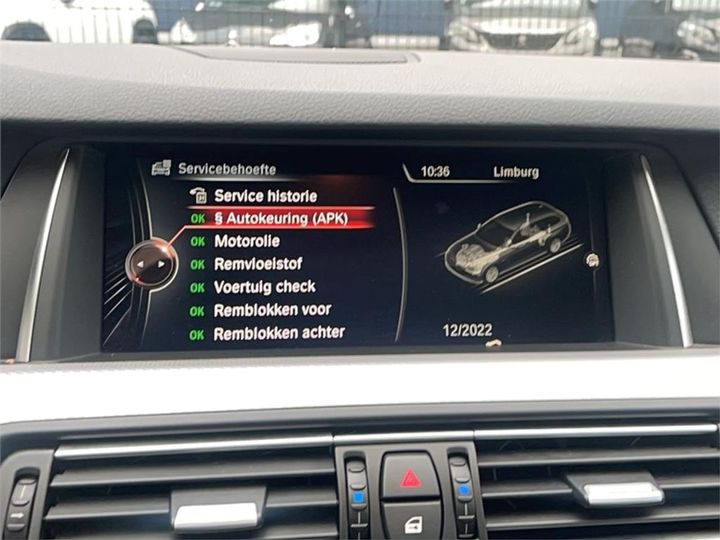 Servicebehoefte
10:36 Limburg
Service historie
OK § Autokeuring (APK)
OK Motorolie
OK Remvloeistof
OK Voertuig check
OK Remblokken voor
OK Remblokken achter
12/2022